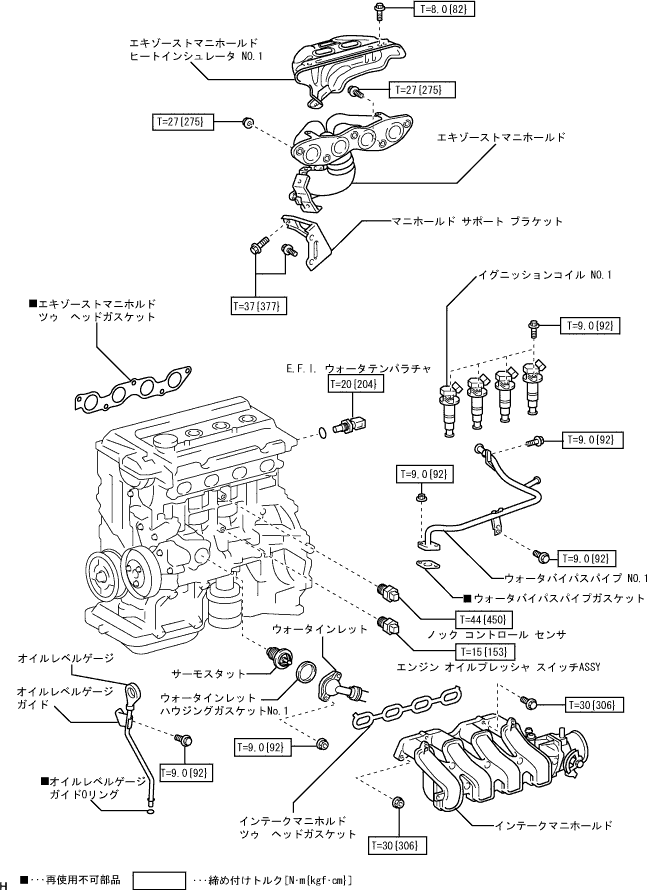 T=8.0{82}
エキゾーストマニホールド
ヒートインシュレータ NO.1
T=27{275}
T=27{275}
エキゾーストマニホールド
マニホールド サポート ブラケット
T=37{377}
イグニッションコイル NO.1
■エキゾーストマニホルド
ツゥ ヘッドガスケット
T=9.0{92}
E.F.I. ウォータテンパラチャ
T=20{204}
T=9.0{92}
T=9.0{92}
T=9.0{92}
ウォータバイパスパイプ NO.1
■ウォータバイパスパイプガスケット
T=44{450}
ノック コントロール センサ
ウォータインレット
T=15{153}
エンジン オイルプレッシャ スイッチASSY
オイルレベルゲージ
サーモスタット
オイルレベルゲージ
ガイド
ウォータインレット
ハウジングガスケットNo.1
T=30{306}
T=9.0{92}
T=9.0{92}
■オイルレベルゲージ
ガイドOリング
インテークマニホルド
ツゥ ヘッドガスケット
インテークマニホールド
T=30{306}
H
■・・・再使用不可部品
・・・締め付けトルク[N・m{kgf・cm}]